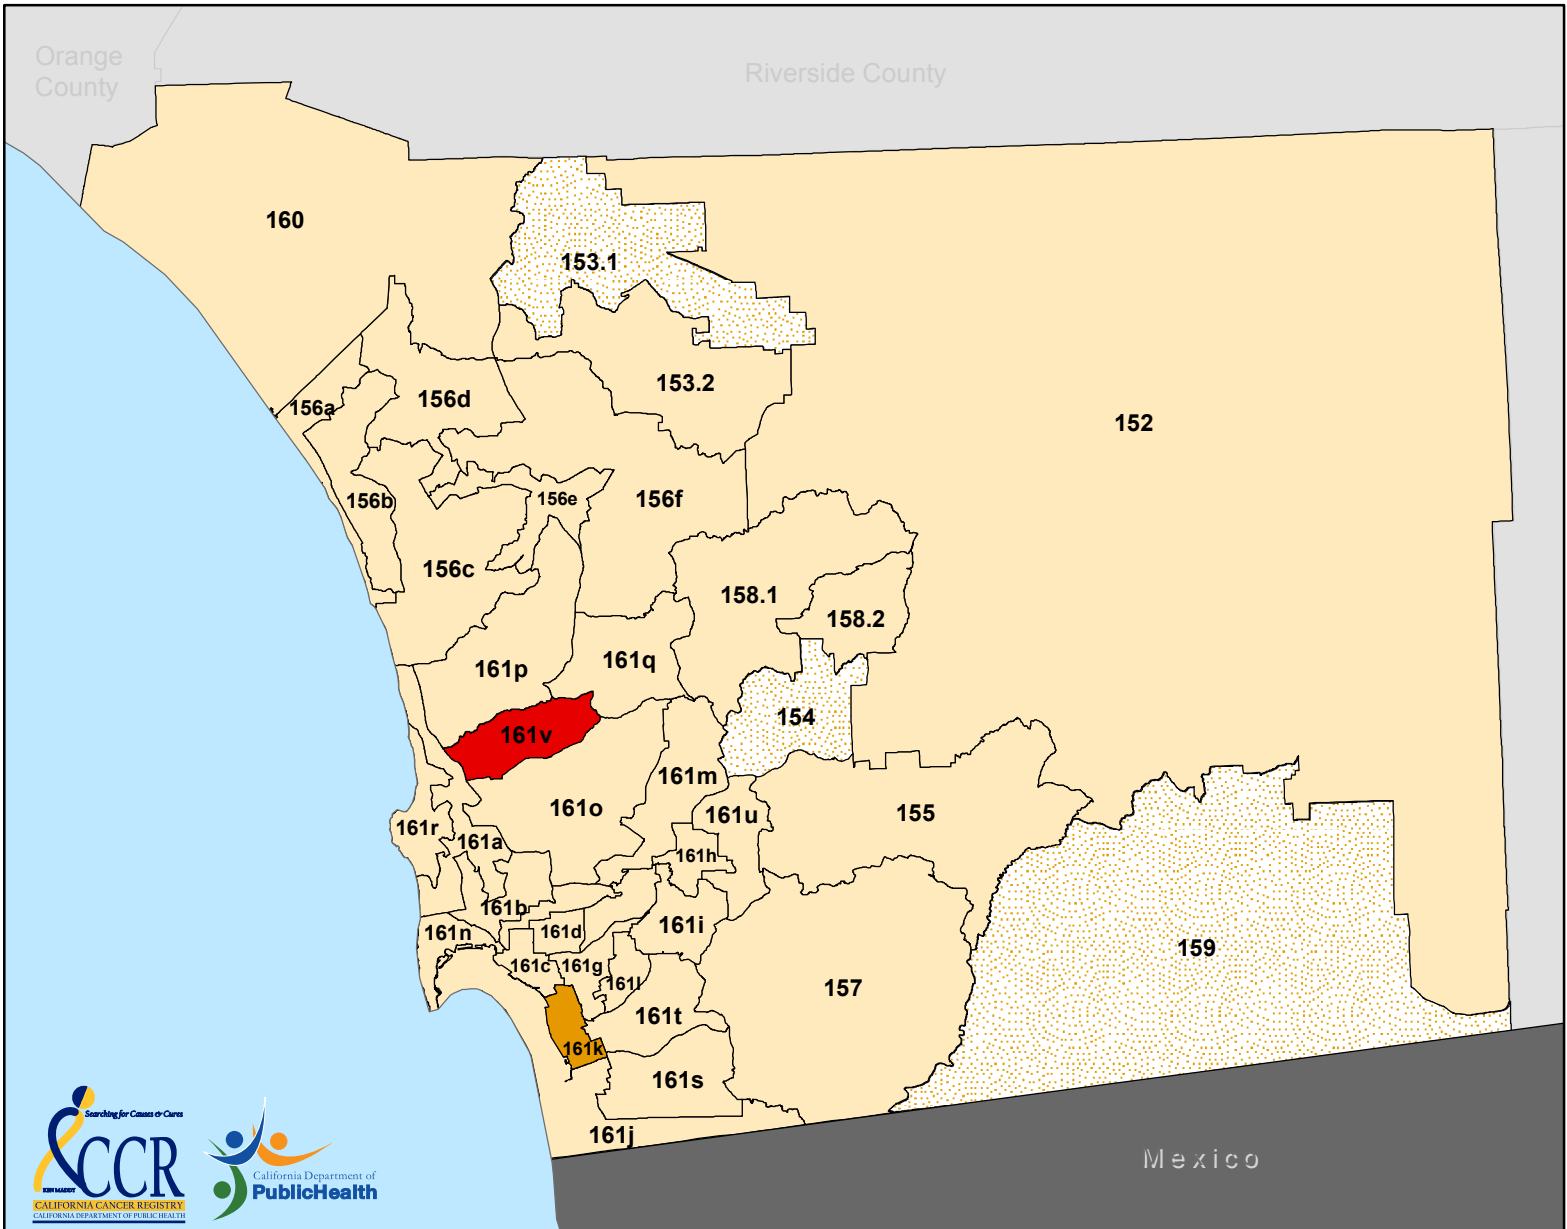 Orange
County
Riverside County
160
153.1
153.2
152
156a
156d
156b
156e
156f
156c
158.1
158.2
161p
161q
154
161v
161m
161o
161u
155
161r
161a
161h
161b
161n
161d
161i
159
161c
161g
161l
157
161t
161k
161s
161j
Mexico
Searching for Causes & Cures
CCR
KEN MADDY
CALIFORNIA CANCER REGISTRY
CALIFORNIA DEPARTMENT OF PUBLIC HEALTH
California Department of
PublicHealth